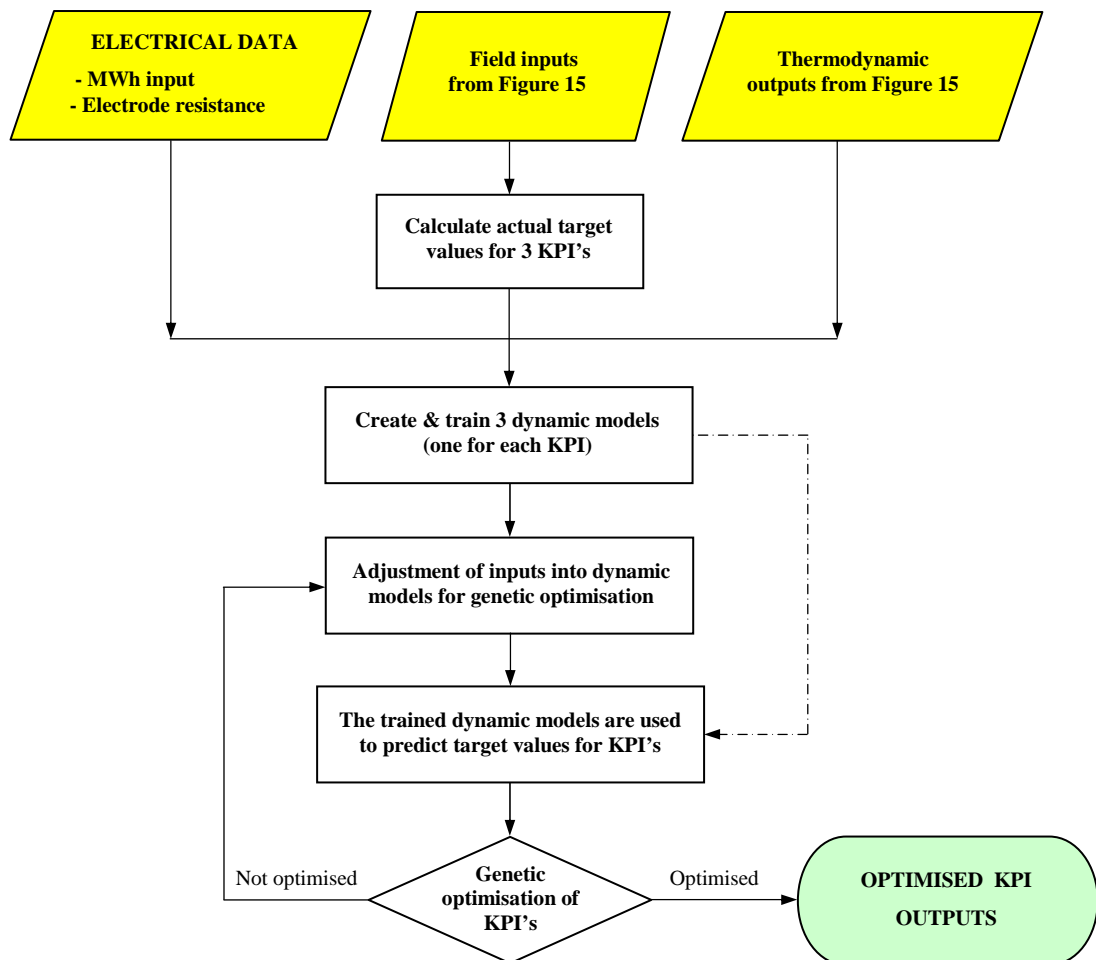 ELECTRICAL DATA
- MWh input
- Electrode resistance
Field inputs
from Figure 15
Thermodynamic
outputs from Figure 15
Calculate actual target
values for 3 KPI’s
Create & train 3 dynamic models
(one for each KPI)
Adjustment of inputs into dynamic
models for genetic optimisation
The trained dynamic models are used
to predict target values for KPI’s
Not optimised
Genetic
optimisation of
KPI’s
Optimised
OPTIMISED KPI
OUTPUTS